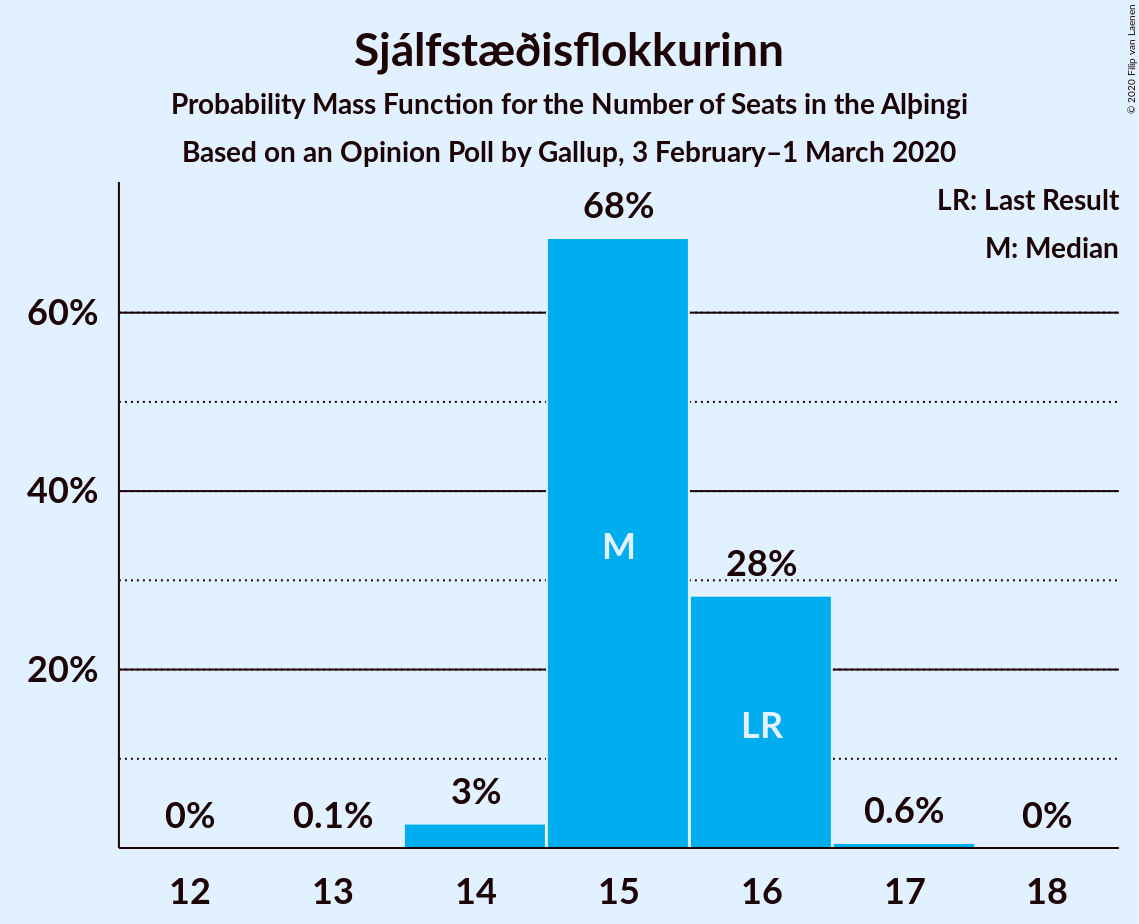 Sjálfstæðisflokkurinn
Probability Mass Function for the Number of Seats in the Alþingi
Based on an Opinion Poll by Gallup, 3 February–1 March 2020
© 2020 Filip van Laenen
LR: Last Result
M: Median
60%
40%
20%
0%
0.1%
3%
68%
28%
0.6%
0%
M
LR
12
13
14
15
16
17
18